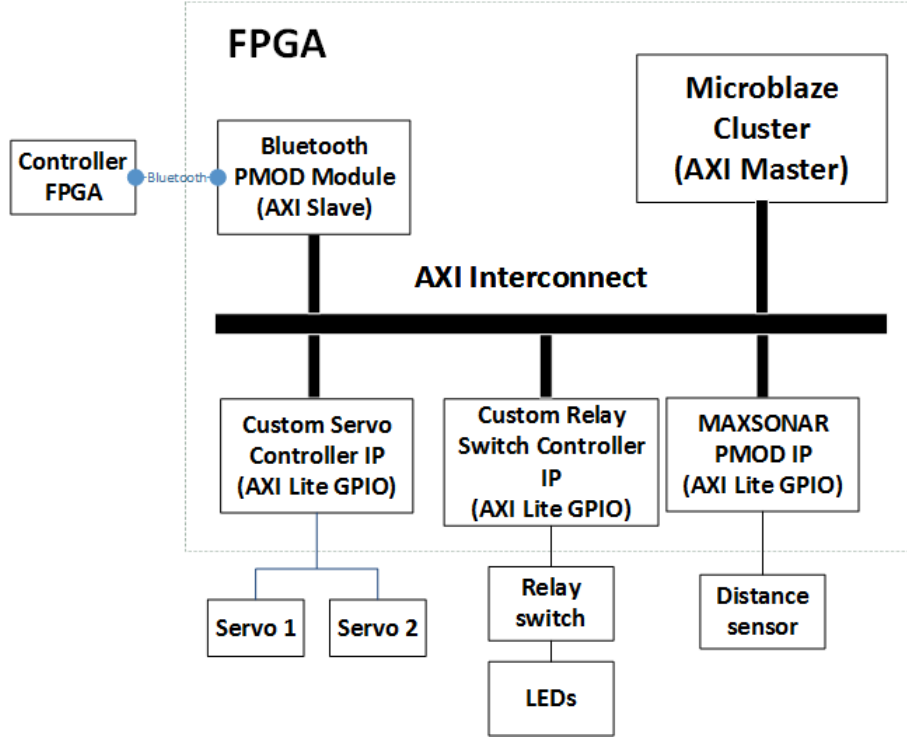 FPGA
Microblaze
Cluster
(AXI Master)
Controller
FPGA
Bluetooth
Bluetooth
PMOD Module
(AXI Slave)
AXI Interconnect
Custom Servo
Controller IP
(AXI Lite GPIO)
Custom Relay
Switch Controller
IP
(AXI Lite GPIO)
MAXSONAR
PMOD IP
(AXI Lite GPIO)
Servo 1
Servo 2
Relay
switch
LEDs
Distance
sensor